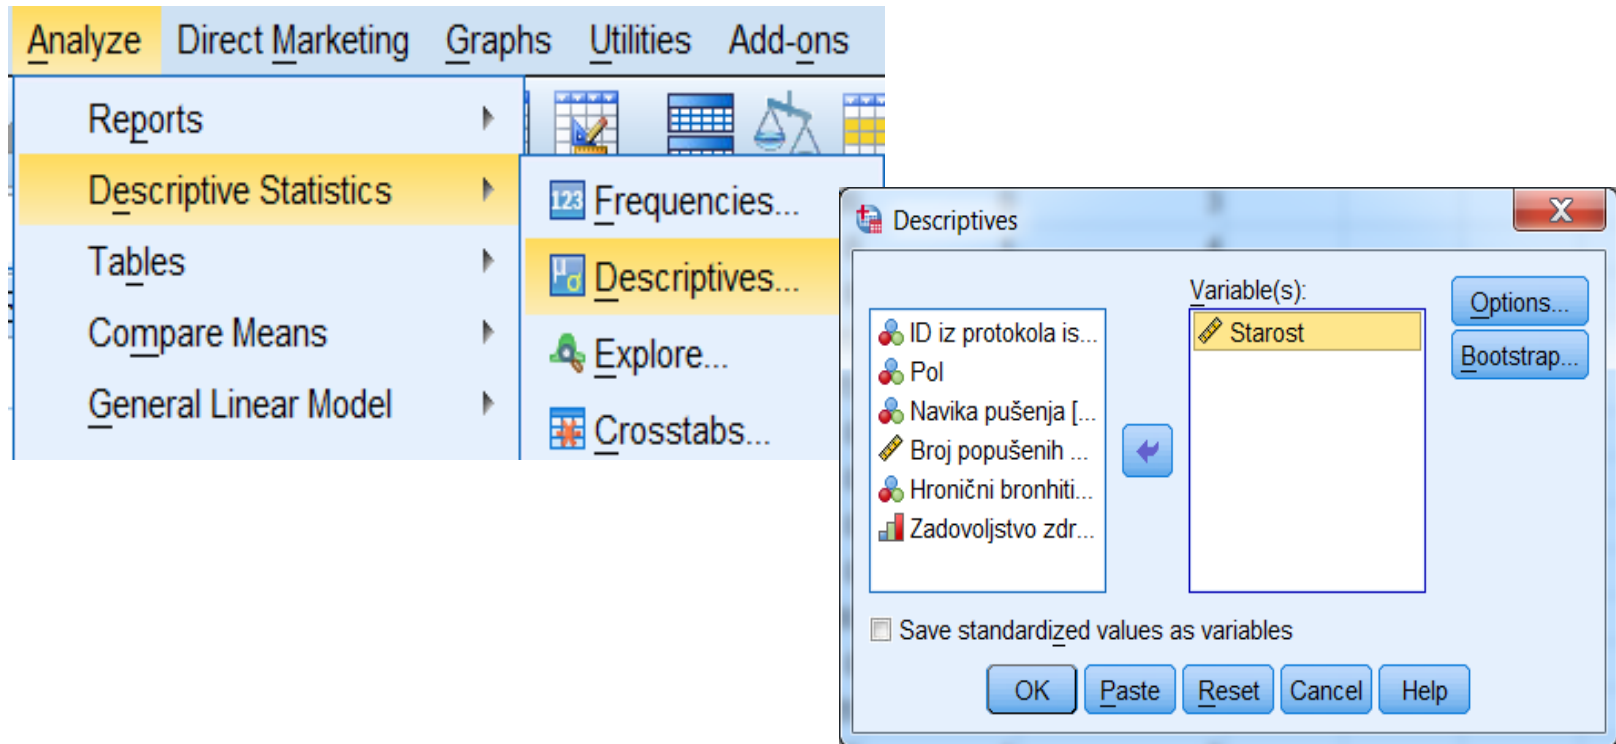 Analyze Direct Marketing Graphs Utilities Add-ons
Reports
Descriptive Statistics
Tables
Compare Means
General Linear Model
123 Frequencies...
μσ Descriptives...
Explore...
Crosstabs...
Descriptives
X
ID iz protokola is...
Pol
Navika pušenja [...
Broj popušenih ...
Hronični bronhiti...
Zadovoljstvo zdr...
Variable(s):
Starost
Options...
Bootstrap...
Save standardized values as variables
OK Paste Reset Cancel Help